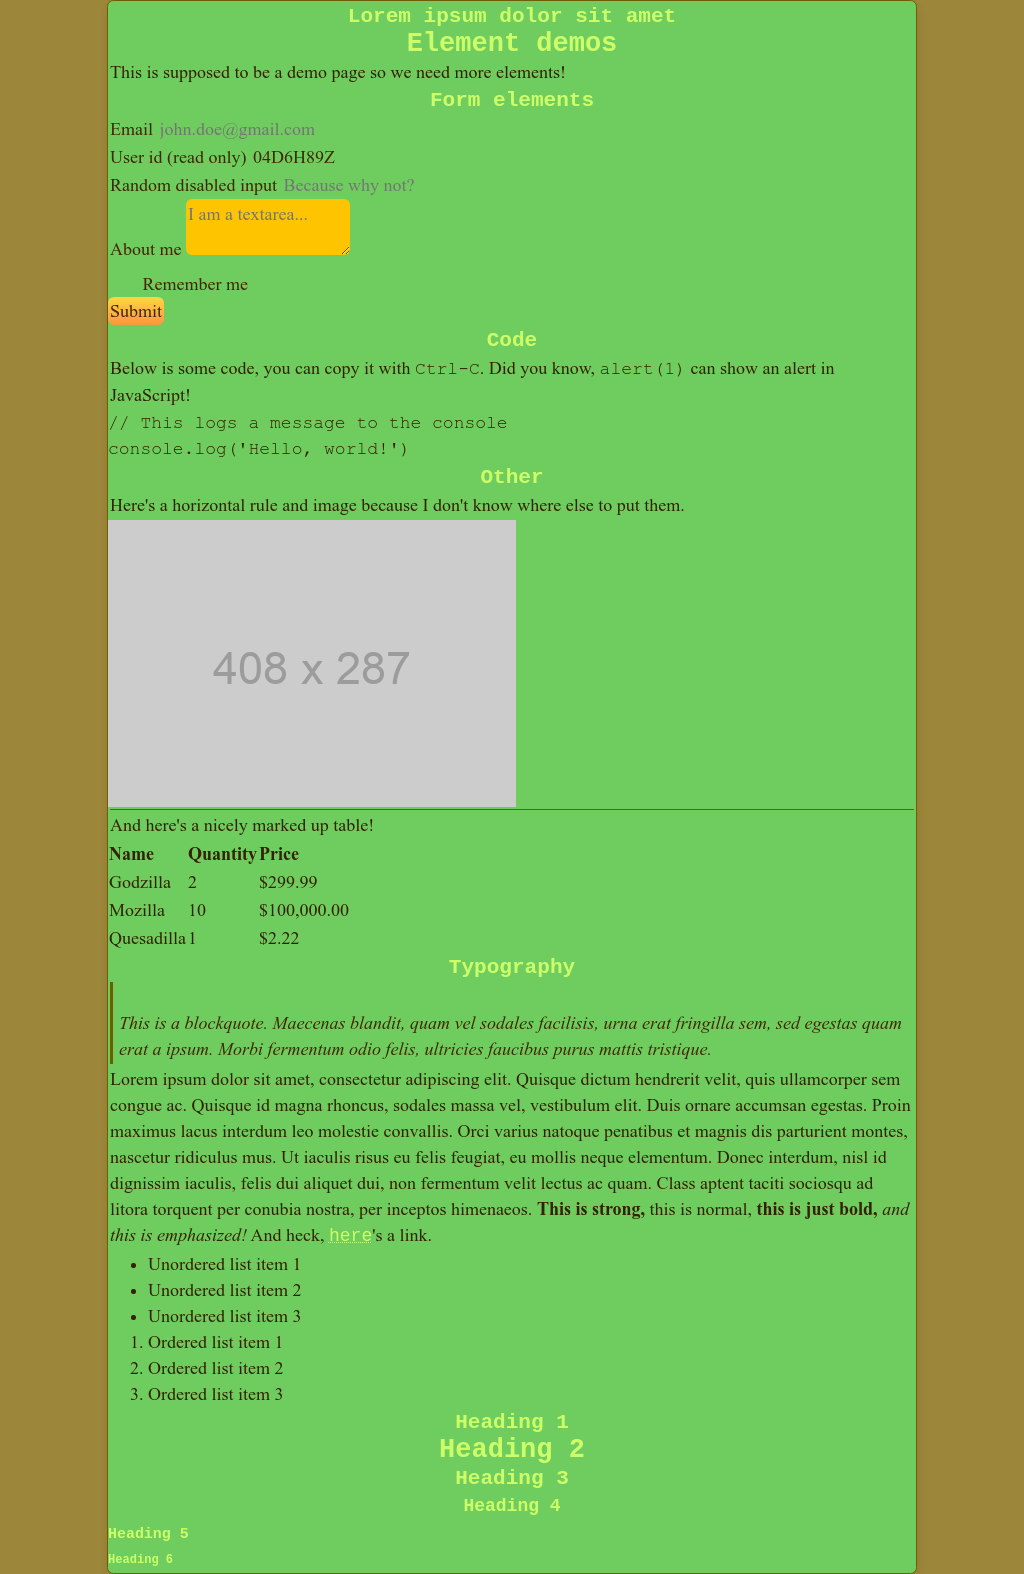 Lorem ipsum dolor sit amet
Element demos
This is supposed to be a demo page so we need more elements!
Form elements
Email john.doe@gmail.com
User id (read only) 04D6H89Z
Random disabled input Because why not?
I am a textarea...
About me
Remember me
Submit
Code
Below is some code, you can copy it with Ctrl-C. Did you know, alert(1) can show an alert in
JavaScript!
// This logs a message to the console
console.log('Hello, world!')
Other
Here's a horizontal rule and image because I don't know where else to put them.
408 x 287
And here's a nicely marked up table!
Name Quantity Price
Godzilla 2 $299.99
Mozilla 10 $100,000.00
Quesadilla 1 $2.22
Typography
This is a blockquote. Maecenas blandit, quam vel sodales facilisis, urna erat fringilla sem, sed egestas quam
erat a ipsum. Morbi fermentum odio felis, ultricies faucibus purus mattis tristique.
Lorem ipsum dolor sit amet, consectetur adipiscing elit. Quisque dictum hendrerit velit, quis ullamcorper sem
congue ac. Quisque id magna rhoncus, sodales massa vel, vestibulum elit. Duis ornare accumsan egestas. Proin
maximus lacus interdum leo molestie convallis. Orci varius natoque penatibus et magnis dis parturient montes,
nascetur ridiculus mus. Ut iaculis risus eu felis feugiat, eu mollis neque elementum. Donec interdum, nisl id
dignissim iaculis, felis dui aliquet dui, non fermentum velit lectus ac quam. Class aptent taciti sociosqu ad
litora torquent per conubia nostra, per inceptos himenaeos. This is strong, this is normal, this is just bold, and
this is emphasized! And heck, here's a link.
• Unordered list item 1
• Unordered list item 2
• Unordered list item 3
1. Ordered list item 1
2. Ordered list item 2
3. Ordered list item 3
Heading 1
Heading 2
Heading 3
Heading 4
Heading 5
Heading 6